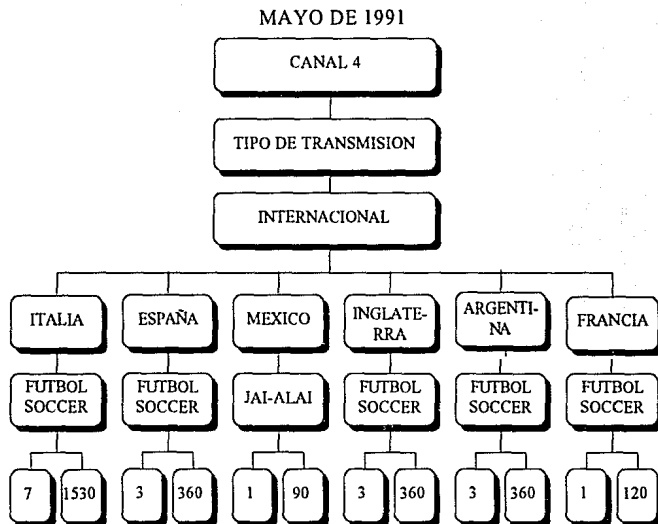 MAYO DE 1991
CANAL 4
TIPO DE TRANSMISION
INTERNACIONAL
ITALIA
ESPAÑA
MEXICO
INGLATE-
RRA
ARGENTI-
NA
FRANCIA
FUTBOL
SOCCER
FUTBOL
SOCCER
JAI-ALAI
FUTBOL
SOCCER
FUTBOL
SOCCER
FUTBOL
SOCCER
7
1530
3
360
1
90
3
360
3
360
1
120